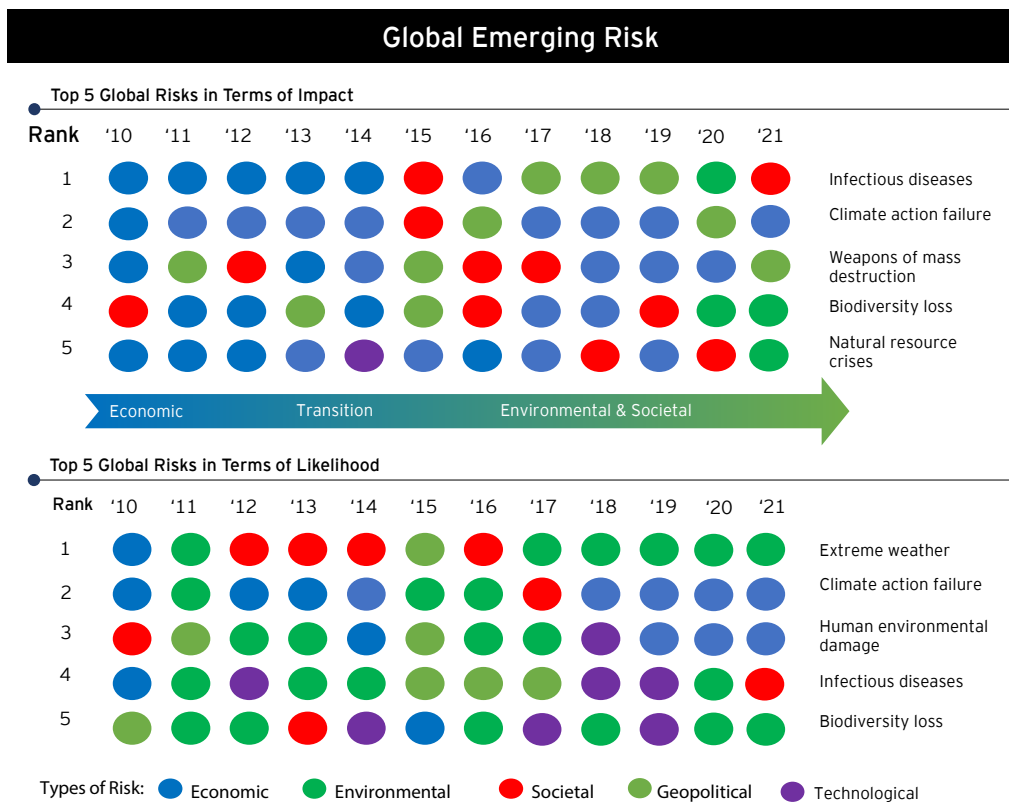 Global Emerging Risk
Top 5 Global Risks in Terms of Impact
Rank ‘10 ‘11 ‘12 ‘13 ‘14 ‘15 ‘16 ‘17 ‘18 ‘19 ‘20 ‘21
1 Infectious diseases
2 Climate action failure
3 Weapons of mass
destruction
4 Biodiversity loss
5 Natural resource
crises
Economic Transition Environmental & Societal
Top 5 Global Risks in Terms of Likelihood
Rank ‘10 ‘11 ‘12 ‘13 ‘14 ‘15 ‘16 ‘17 ‘18 ‘19 ‘20 ‘21
1 Extreme weather
2 Climate action failure
3 Human environmental
damage
4 Infectious diseases
5 Biodiversity loss
Types of Risk: Economic Environmental Societal Geopolitical Technological